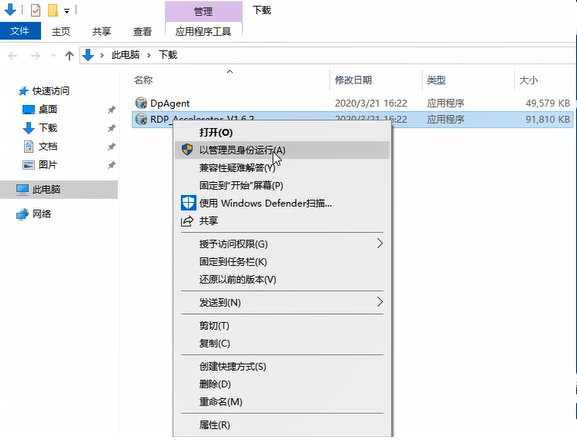 管理
下载
文件
主页
共享
查看
应用程序工具
此电脑
下载
名称
修改日期
类型
大小
快速访问
桌面
下载
文档
图片
此电脑
网络
DpAgent 2020/3/21 16:22 应用程序 49,579 KB
RDP_Accelerator_V1.6.2 2020/3/21 16:22 应用程序 91,810 KB
打开(O)
以管理员身份运行(A)
兼容性疑难解答(Y)
固定到"开始"屏幕(P)
使用 Windows Defender扫描...
共享
授予访问权限(G)
固定到任务栏(K)
还原以前的版本(V)
发送到(N)
剪切(T)
复制(C)
创建快捷方式(S)
删除(D)
重命名(M)
属性(R)